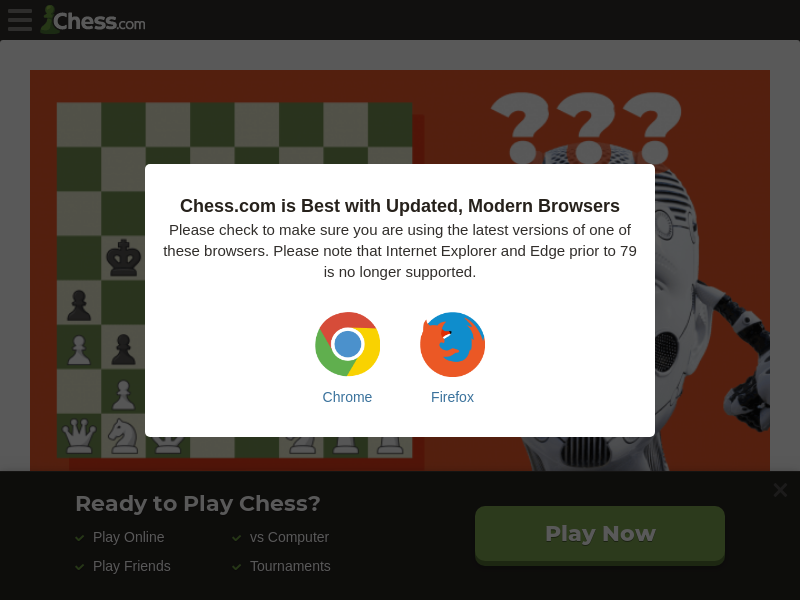 Chess.com
???
Chess.com is Best with Updated, Modern Browsers
Please check to make sure you are using the latest versions of one of
these browsers. Please note that Internet Explorer and Edge prior to 79
is no longer supported.
Chrome
Firefox
Ready to Play Chess?
Play Online
vs Computer
Play Friends
Tournaments
Play Now